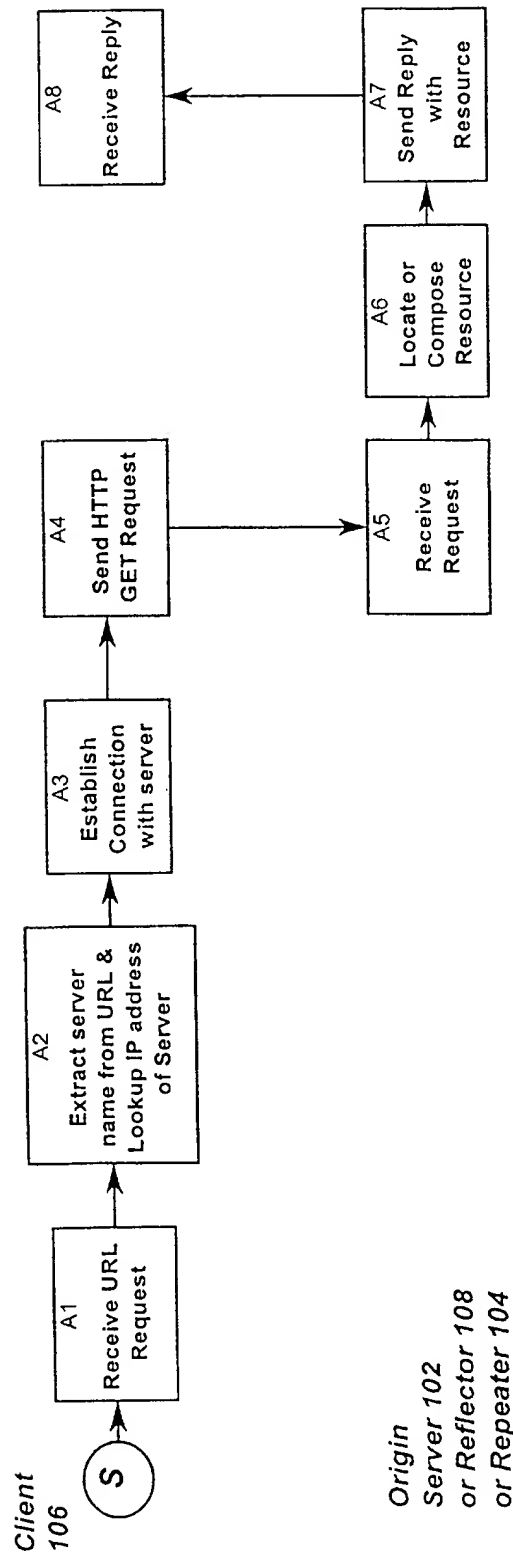 Client
106
S
A1
Receive URL
Request
A2
Extract server
name from URL &
Lookup IP address
of Server
A3
Establish
Connection
with server
A4
Send HTTP
GET Request
A8
Receive Reply
Origin
Server 102
or Reflector 108
or Repeater 104
A5
Receive
Request
A6
Locate or
Compose
Resource
A7
Send Reply
with
Resource